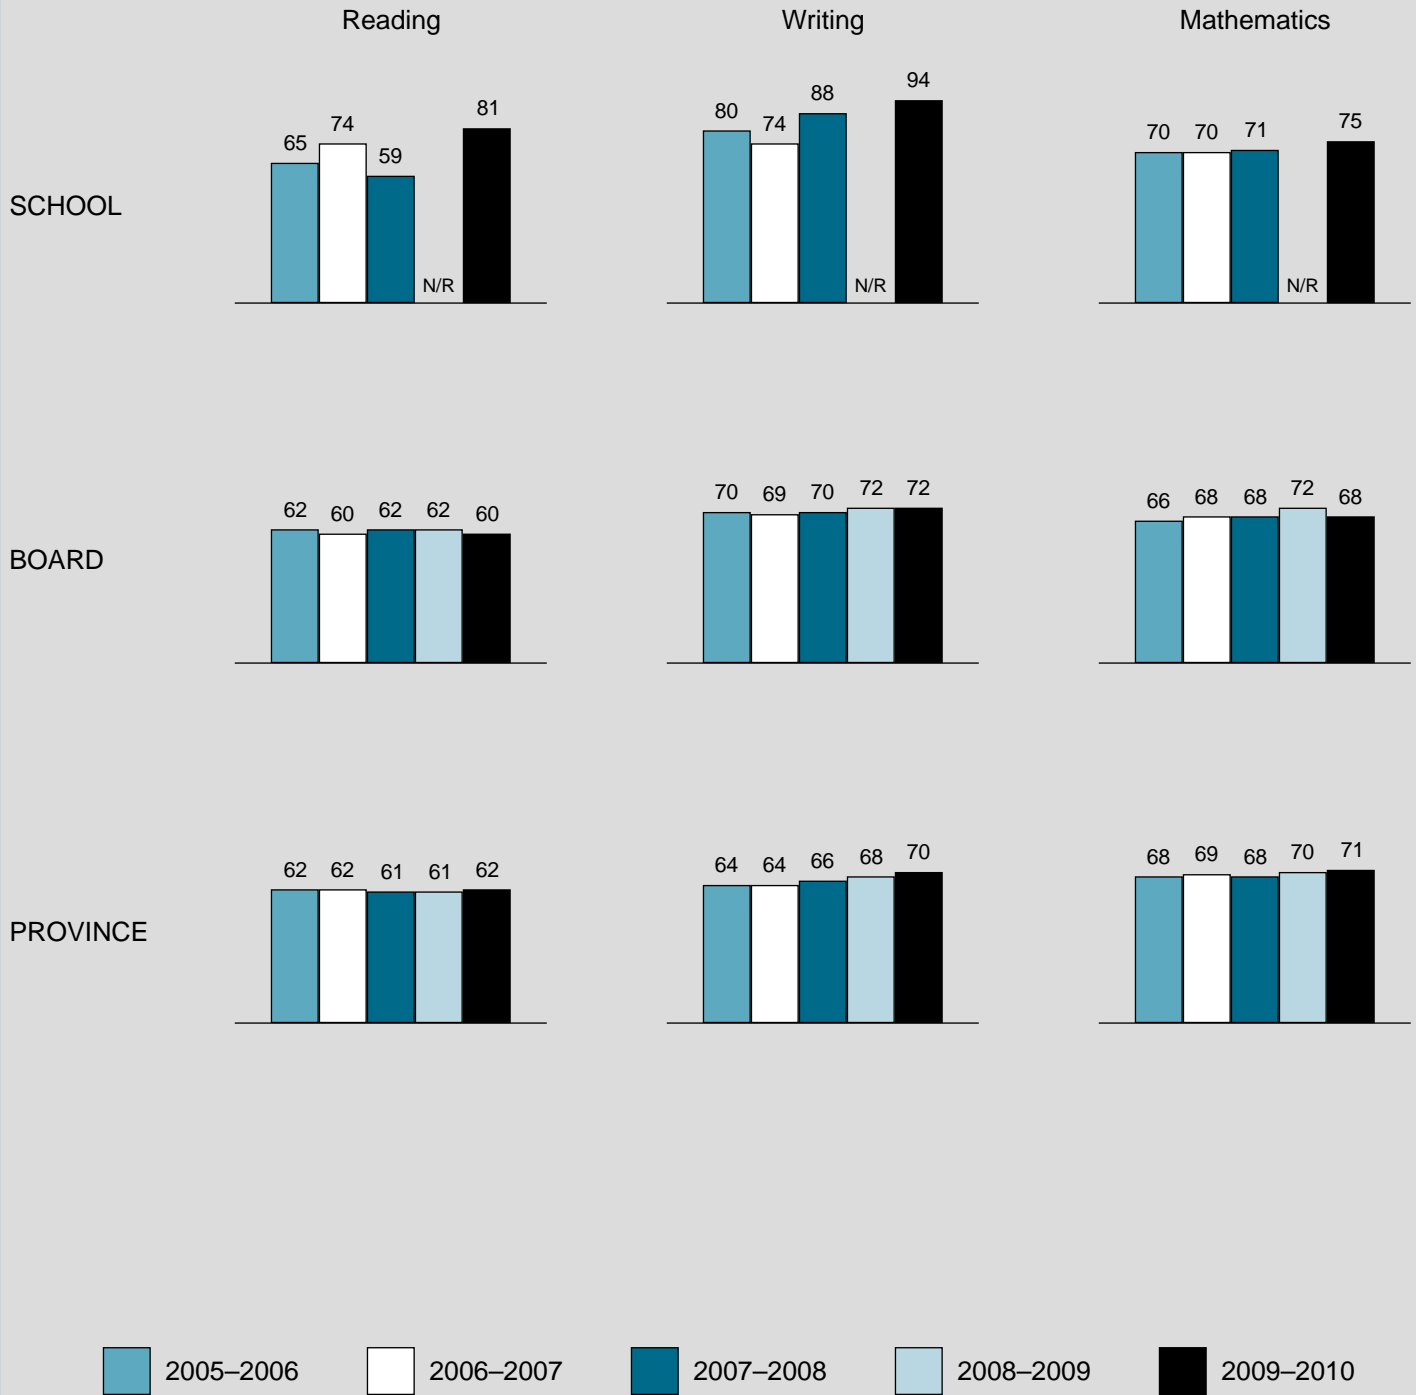 Reading Writing Mathematics
SCHOOL
65 74 59 N/R 81
80 74 88 N/R 94
70 70 71 N/R 75
BOARD
62 60 62 62 60
70 69 70 72 72
66 68 68 72 68
PROVINCE
62 62 61 61 62
64 64 66 68 70
68 69 68 70 71
2005–2006 2006–2007 2007–2008 2008–2009 2009–2010